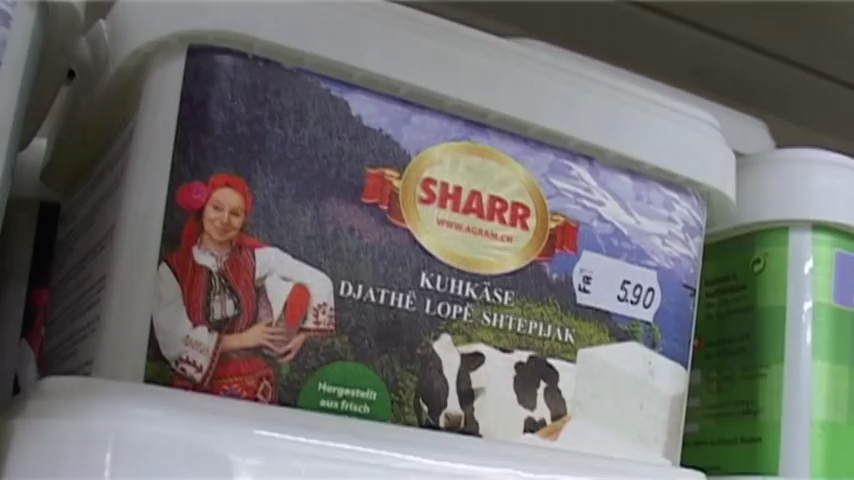 SHARR
WWW.AGRAM.CH
KUHKÄSE
DJATHË LOPË SHTEPIJAK
Fr. 5.90
Hergestellt
aus frisch